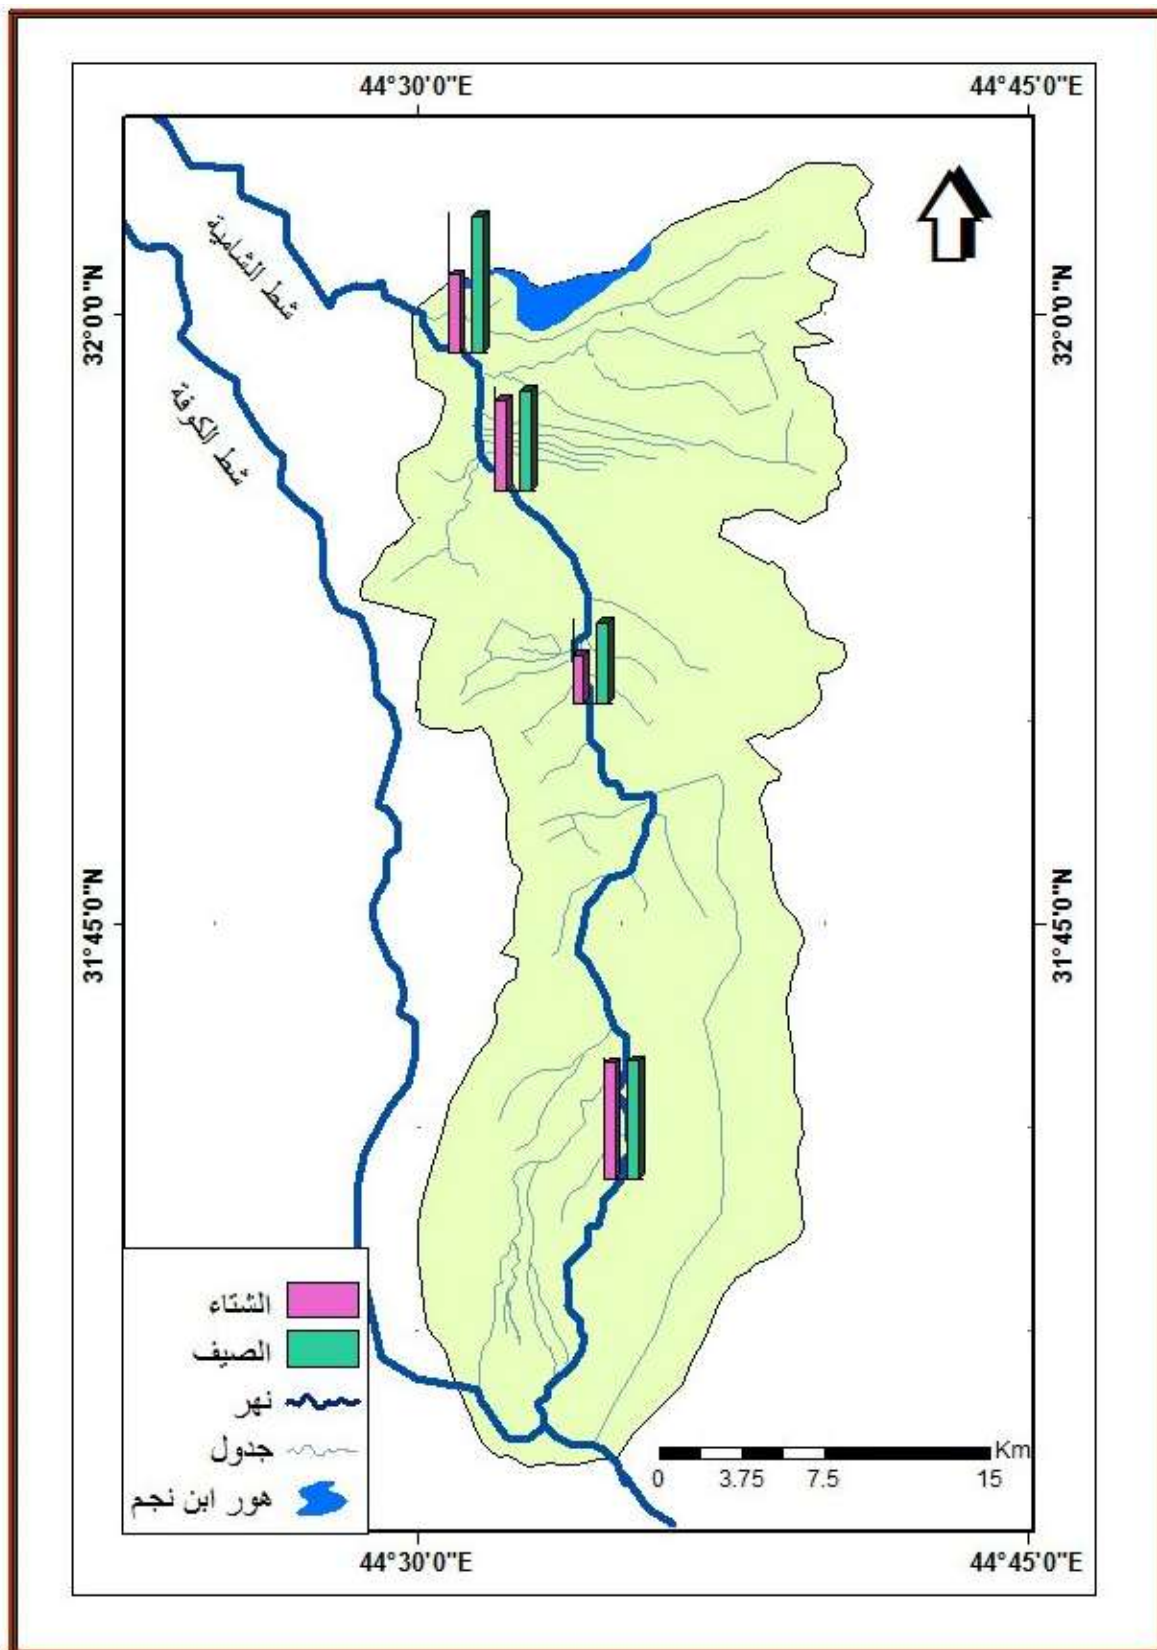 44°30'0"E
44°45'0"E
32°0'0"N
32°0'0"N
شط الشامية
شط الكوفة
31°45'0"N
31°45'0"N
الشتاء
الصيف
نهر
جدول
هور ابن نجم
Km
0 3.75 7.5 15
44°30'0"E
44°45'0"E